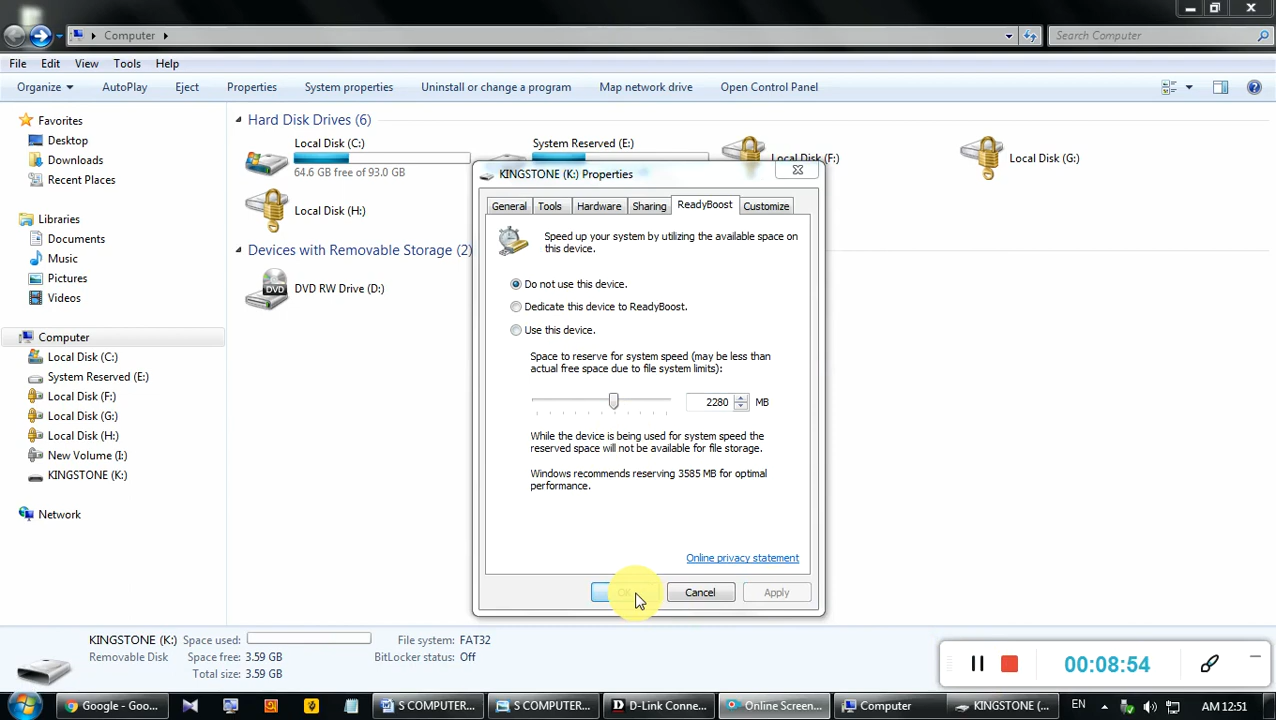 Computer
Search Computer
File Edit View Tools Help
Organize AutoPlay Eject Properties System properties Uninstall or change a program Map network drive Open Control Panel
Favorites
Desktop
Downloads
Recent Places
Libraries
Documents
Music
Pictures
Videos
Computer
Local Disk (C:)
System Reserved (E:)
Local Disk (F:)
Local Disk (G:)
Local Disk (H:)
New Volume (I:)
KINGSTONE (K:)
Network
Hard Disk Drives (6)
Local Disk (C:)
64.6 GB free of 93.0 GB
System Reserved (E:)
Local Disk (F:)
Local Disk (G:)
Local Disk (H:)
Devices with Removable Storage (2)
DVD
DVD RW Drive (D:)
KINGSTONE (K:) Properties
General Tools Hardware Sharing ReadyBoost Customize
Speed up your system by utilizing the available space on
this device.
Do not use this device.
Dedicate this device to ReadyBoost.
Use this device.
Space to reserve for system speed (may be less than
actual free space due to file system limits):
2280 MB
While the device is being used for system speed the
reserved space will not be available for file storage.
Windows recommends reserving 3585 MB for optimal
performance.
Online privacy statement
Cancel Apply
KINGSTONE (K:) Space used: File system: FAT32
Removable Disk Space free: 3.59 GB BitLocker status: Off
Total size: 3.59 GB
00:08:54
Google - Goo... S COMPUTER... S COMPUTER... D-Link Conne... Online Screen... Computer KINGSTONE (... EN AM 12:51